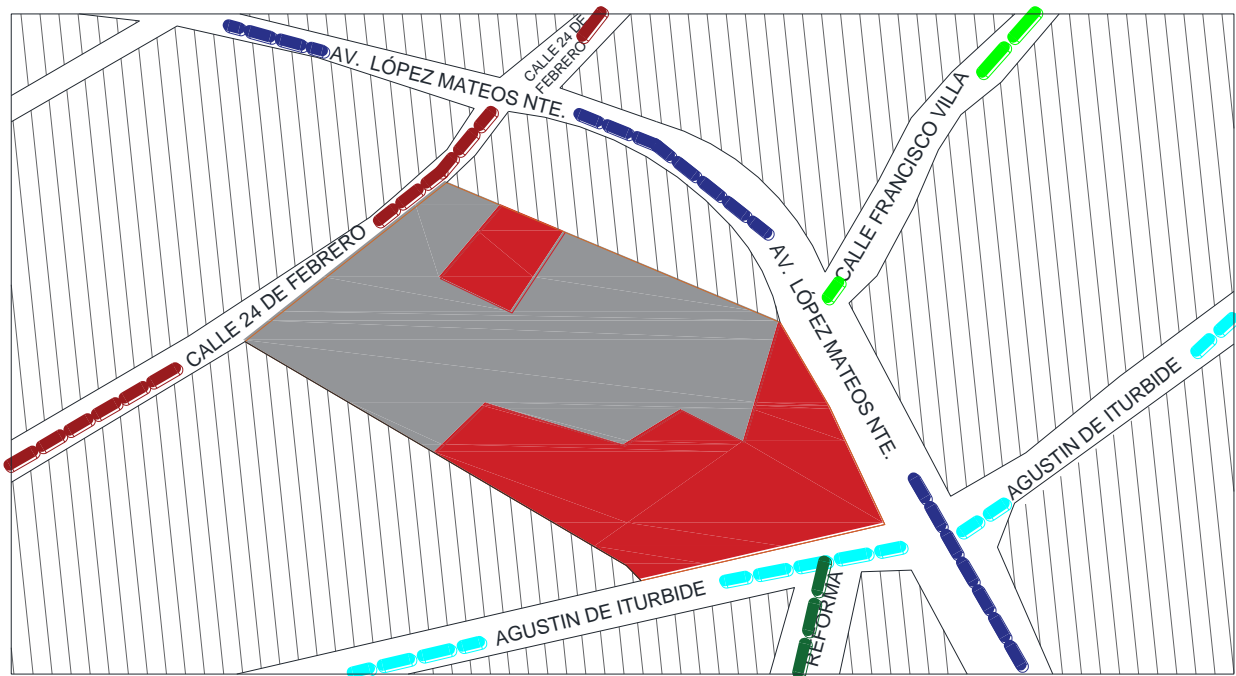 CALLE 24 DE
FEBRERO
AV. LÓPEZ MATEOS NTE.
CALLE FRANCISCO VILLA
CALLE 24 DE FEBRERO
AV. LÓPEZ MATEOS NTE.
AGUSTIN DE ITURBIDE
AGUSTIN DE ITURBIDE
REFORMA